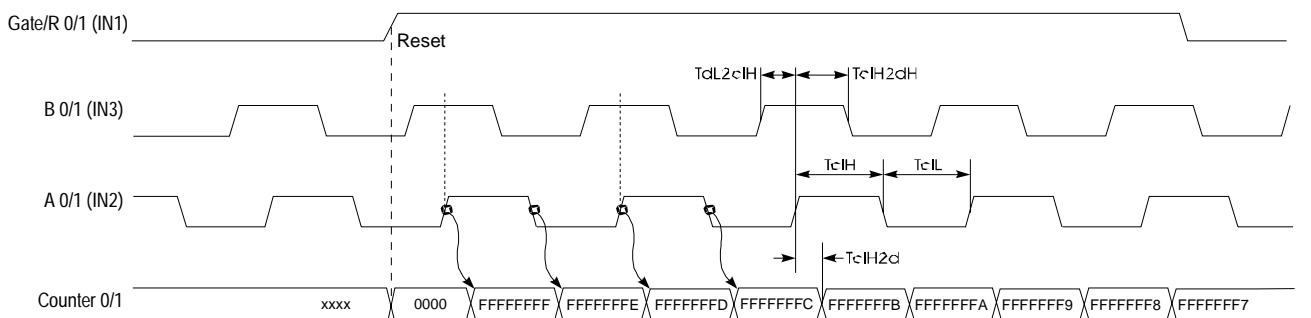 Gate/R 0/1 (IN1)
Reset
TdL2clH
TclH2dH
B 0/1 (IN3)
TclH
TclL
A 0/1 (IN2)
TclH2d
Counter 0/1
xxxx
0000
FFFFFFFF
FFFFFFFE
FFFFFFFD
FFFFFFFC
FFFFFFFB
FFFFFFFA
FFFFFFF9
FFFFFFF8
FFFFFFF7